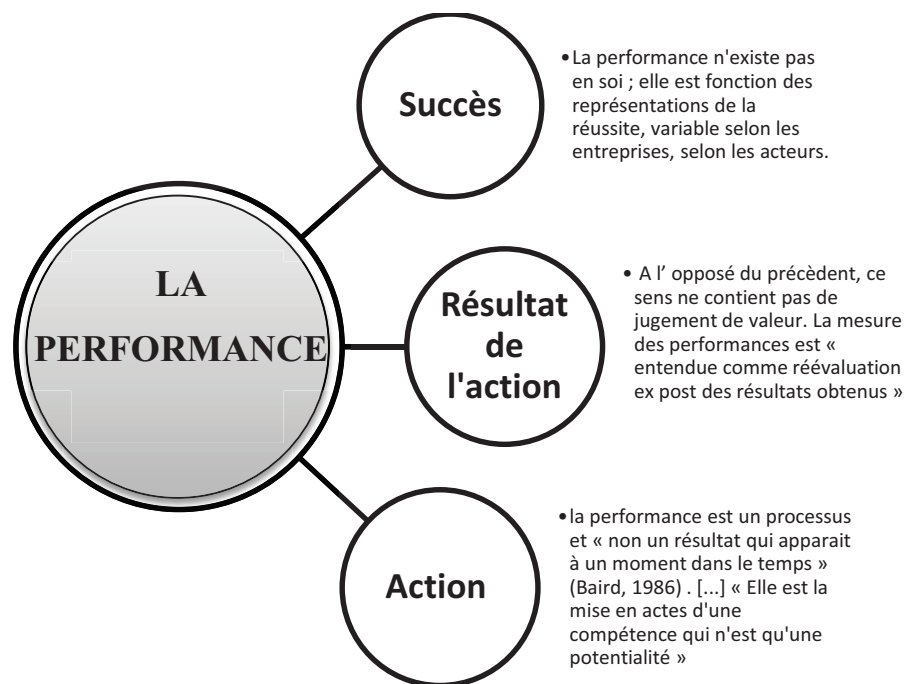 LA
PERFORMANCE
Succès
•La performance n'existe pas
en soi ; elle est fonction des
représentations de la
réussite, variable selon les
entreprises, selon les acteurs.
Résultat
de
l'action
• A l' opposé du précèdent, ce
sens ne contient pas de
jugement de valeur. La mesure
des performances est «
entendue comme réévaluation
ex post des résultats obtenus »
Action
•la performance est un processus
et « non un résultat qui apparait
à un moment dans le temps »
(Baird, 1986) . [...] « Elle est la
mise en actes d'une
compétence qui n'est qu'une
potentialité »